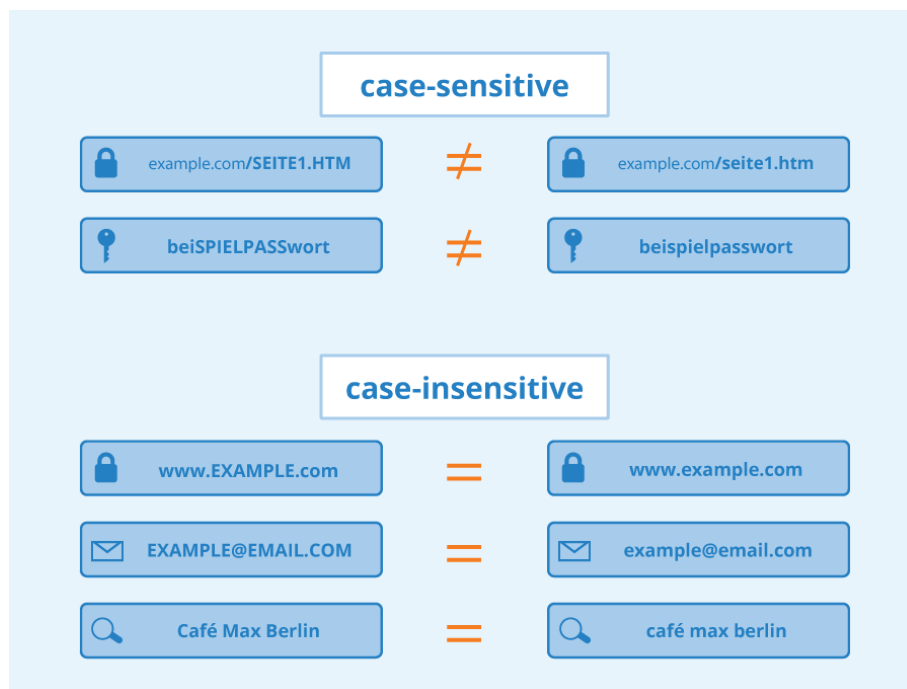 case-sensitive
example.com/SEITE1.HTM ≠ example.com/seite1.htm
beiSPIELPASSwort ≠ beispielpasswort
case-insensitive
www.EXAMPLE.com = www.example.com
EXAMPLE@EMAIL.COM = example@email.com
Café Max Berlin = café max berlin